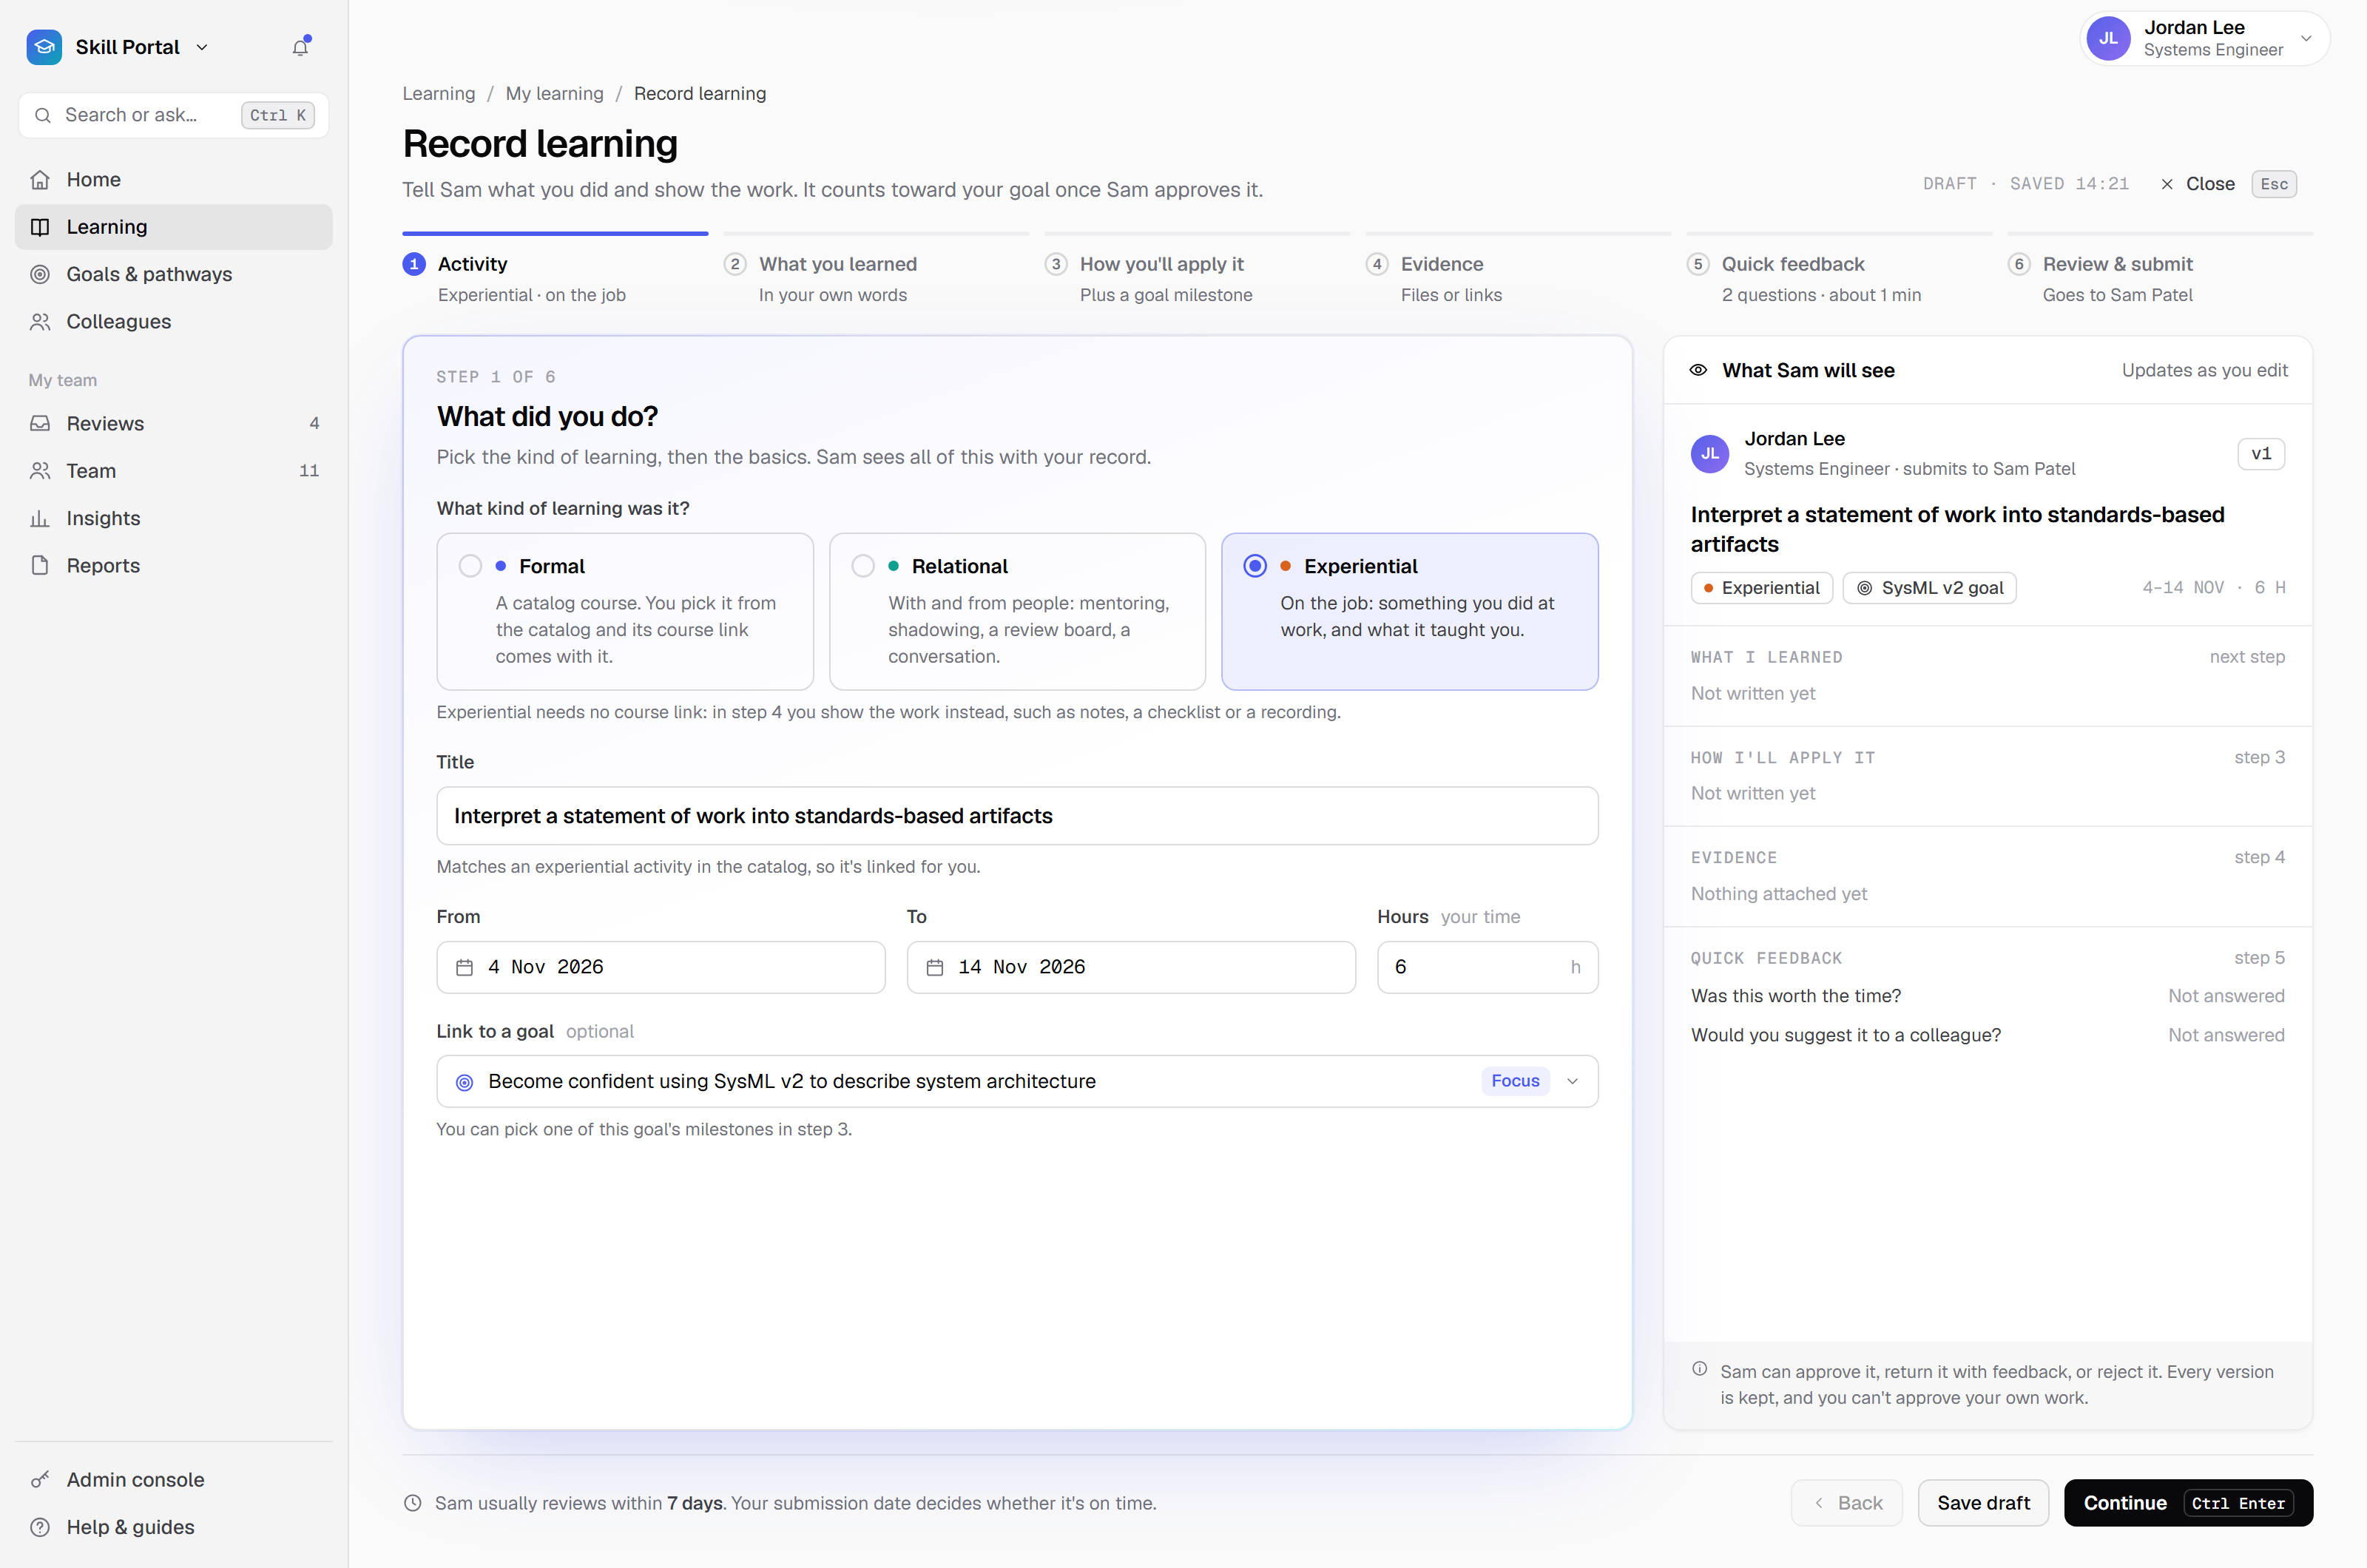 Skill Portal
Search or ask...
Ctrl K
Home
Learning
Goals & pathways
Colleagues
My team
Reviews 4
Team 11
Insights
Reports
Admin console
Help & guides
JL
Jordan Lee
Systems Engineer
Learning / My learning / Record learning
Record learning
Tell Sam what you did and show the work. It counts toward your goal once Sam approves it.
DRAFT · SAVED 14:21
Close Esc
1 Activity
Experiential · on the job
2 What you learned
In your own words
3 How you'll apply it
Plus a goal milestone
4 Evidence
Files or links
5 Quick feedback
2 questions · about 1 min
6 Review & submit
Goes to Sam Patel
STEP 1 OF 6
What did you do?
Pick the kind of learning, then the basics. Sam sees all of this with your record.
What kind of learning was it?
Formal
A catalog course. You pick it from
the catalog and its course link
comes with it.
Relational
With and from people: mentoring,
shadowing, a review board, a
conversation.
Experiential
On the job: something you did at
work, and what it taught you.
Experiential needs no course link: in step 4 you show the work instead, such as notes, a checklist or a recording.
Title
Interpret a statement of work into standards-based artifacts
Matches an experiential activity in the catalog, so it's linked for you.
From
4 Nov 2026
To
14 Nov 2026
Hours your time
6 h
Link to a goal optional
Become confident using SysML v2 to describe system architecture
Focus
You can pick one of this goal's milestones in step 3.
What Sam will see
Updates as you edit
JL
Jordan Lee
Systems Engineer · submits to Sam Patel
v1
Interpret a statement of work into standards-based
artifacts
Experiential
SysML v2 goal
4–14 NOV · 6 H
WHAT I LEARNED next step
Not written yet
HOW I'LL APPLY IT step 3
Not written yet
EVIDENCE step 4
Nothing attached yet
QUICK FEEDBACK step 5
Was this worth the time? Not answered
Would you suggest it to a colleague? Not answered
Sam can approve it, return it with feedback, or reject it. Every version
is kept, and you can't approve your own work.
Sam usually reviews within 7 days. Your submission date decides whether it's on time.
Back
Save draft
Continue Ctrl Enter